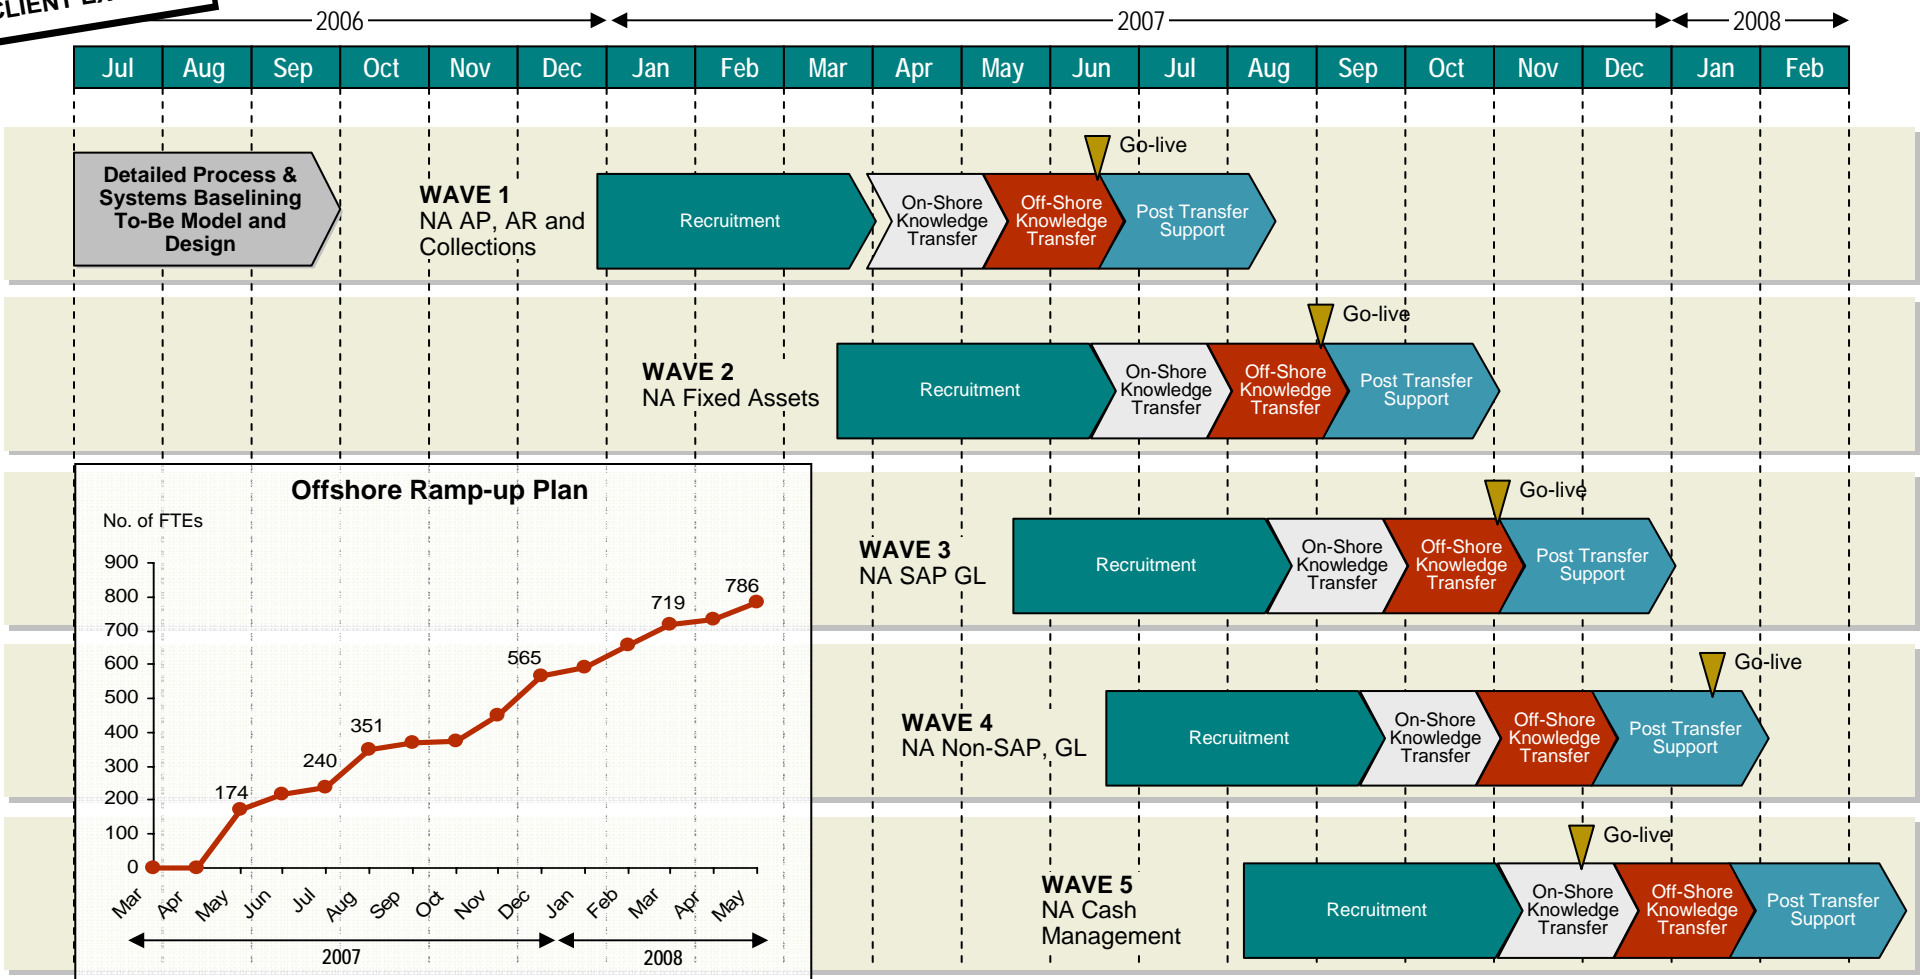 CLIENT
2006
2007
2008
Jul Aug Sep Oct Nov Dec Jan Feb Mar Apr May Jun Jul Aug Sep Oct Nov Dec Jan Feb
Detailed Process &
Systems Baselining
To-Be Model and
Design
WAVE 1
NA AP, AR and
Collections
Recruitment
On-Shore
Knowledge
Transfer
Off-Shore
Knowledge
Transfer
Post Transfer
Support
Go-live
WAVE 2
NA Fixed Assets
Recruitment
On-Shore
Knowledge
Transfer
Off-Shore
Knowledge
Transfer
Post Transfer
Support
Go-live
WAVE 3
NA SAP GL
Recruitment
On-Shore
Knowledge
Transfer
Off-Shore
Knowledge
Transfer
Post Transfer
Support
Go-live
WAVE 4
NA Non-SAP, GL
Recruitment
On-Shore
Knowledge
Transfer
Off-Shore
Knowledge
Transfer
Post Transfer
Support
Go-live
WAVE 5
NA Cash
Management
Recruitment
On-Shore
Knowledge
Transfer
Off-Shore
Knowledge
Transfer
Post Transfer
Support
Go-live
Offshore Ramp-up Plan
No. of FTEs
900
800
700
600
500
400
300
200
100
0
174
240
351
565
719
786
Mar Apr May Jun Jul Aug Sep Oct Nov Dec Jan Feb Mar Apr May
2007
2008